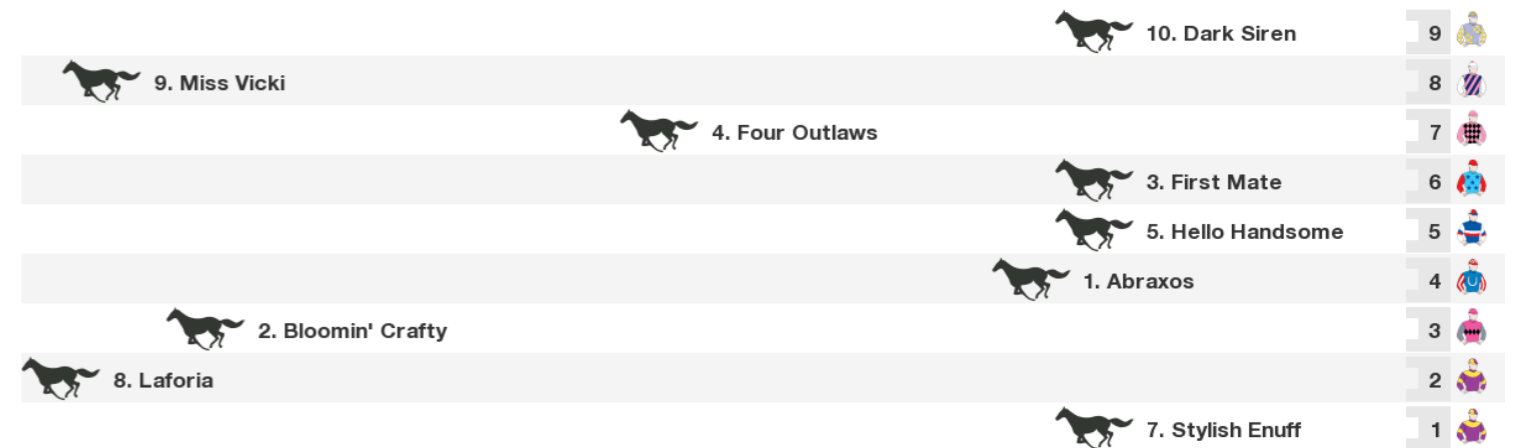 10. Dark Siren 9
9. Miss Vicki 8
4. Four Outlaws 7
3. First Mate 6
5. Hello Handsome 5
1. Abraxos 4
2. Bloomin' Crafty 3
8. Laforia 2
7. Stylish Enuff 1